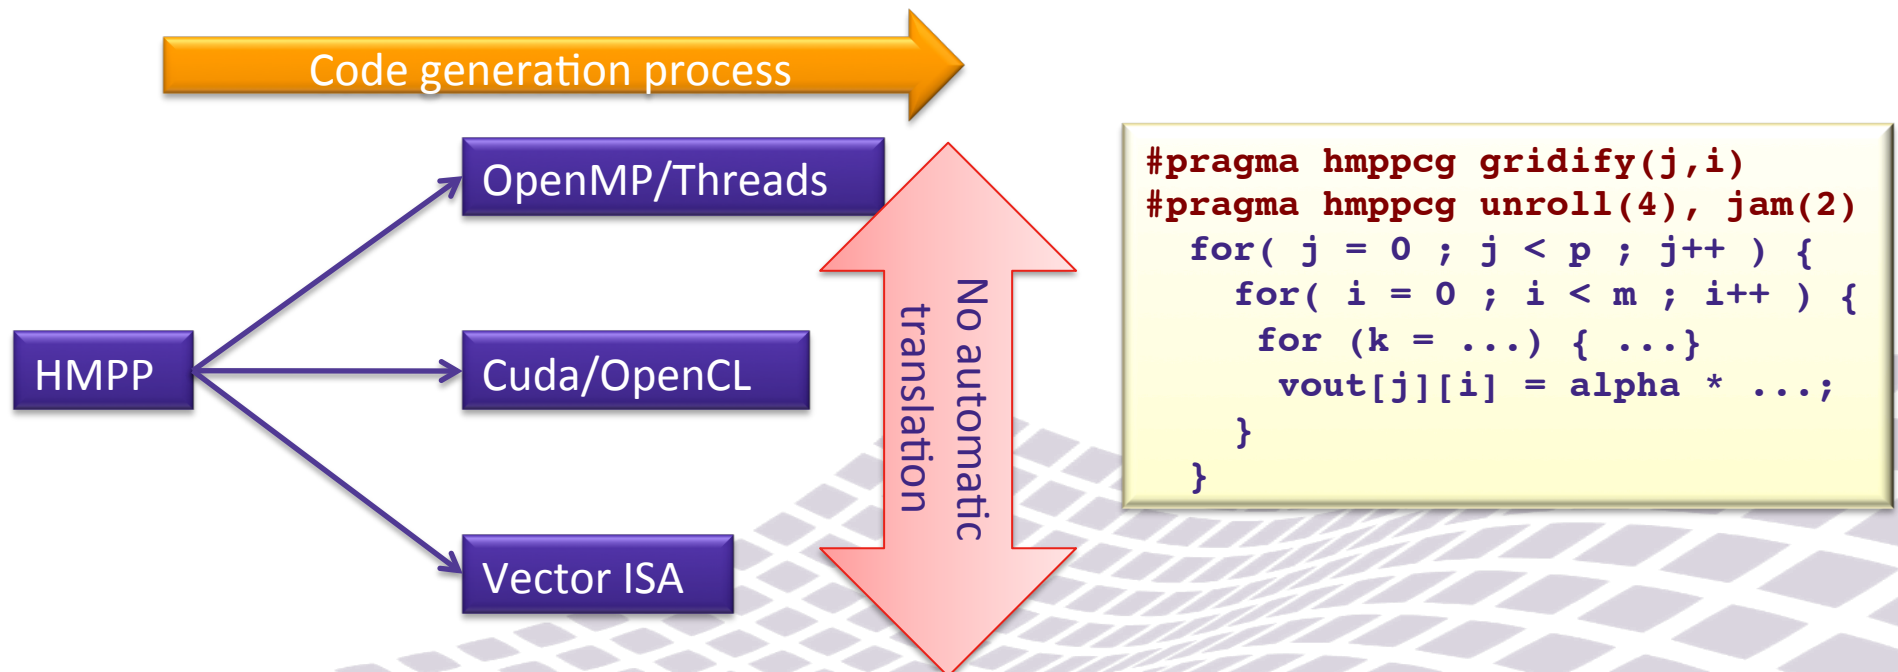 Code generation process
OpenMP/Threads
HMPP
Cuda/OpenCL
Vector ISA
No automatic
translation
#pragma hmppcg gridify(j,i)
#pragma hmppcg unroll(4), jam(2)
for( j = 0 ; j < p ; j++ ) {
for( i = 0 ; i < m ; i++ ) {
for (k = ...) { ...}
vout[j][i] = alpha * ...;
}
}